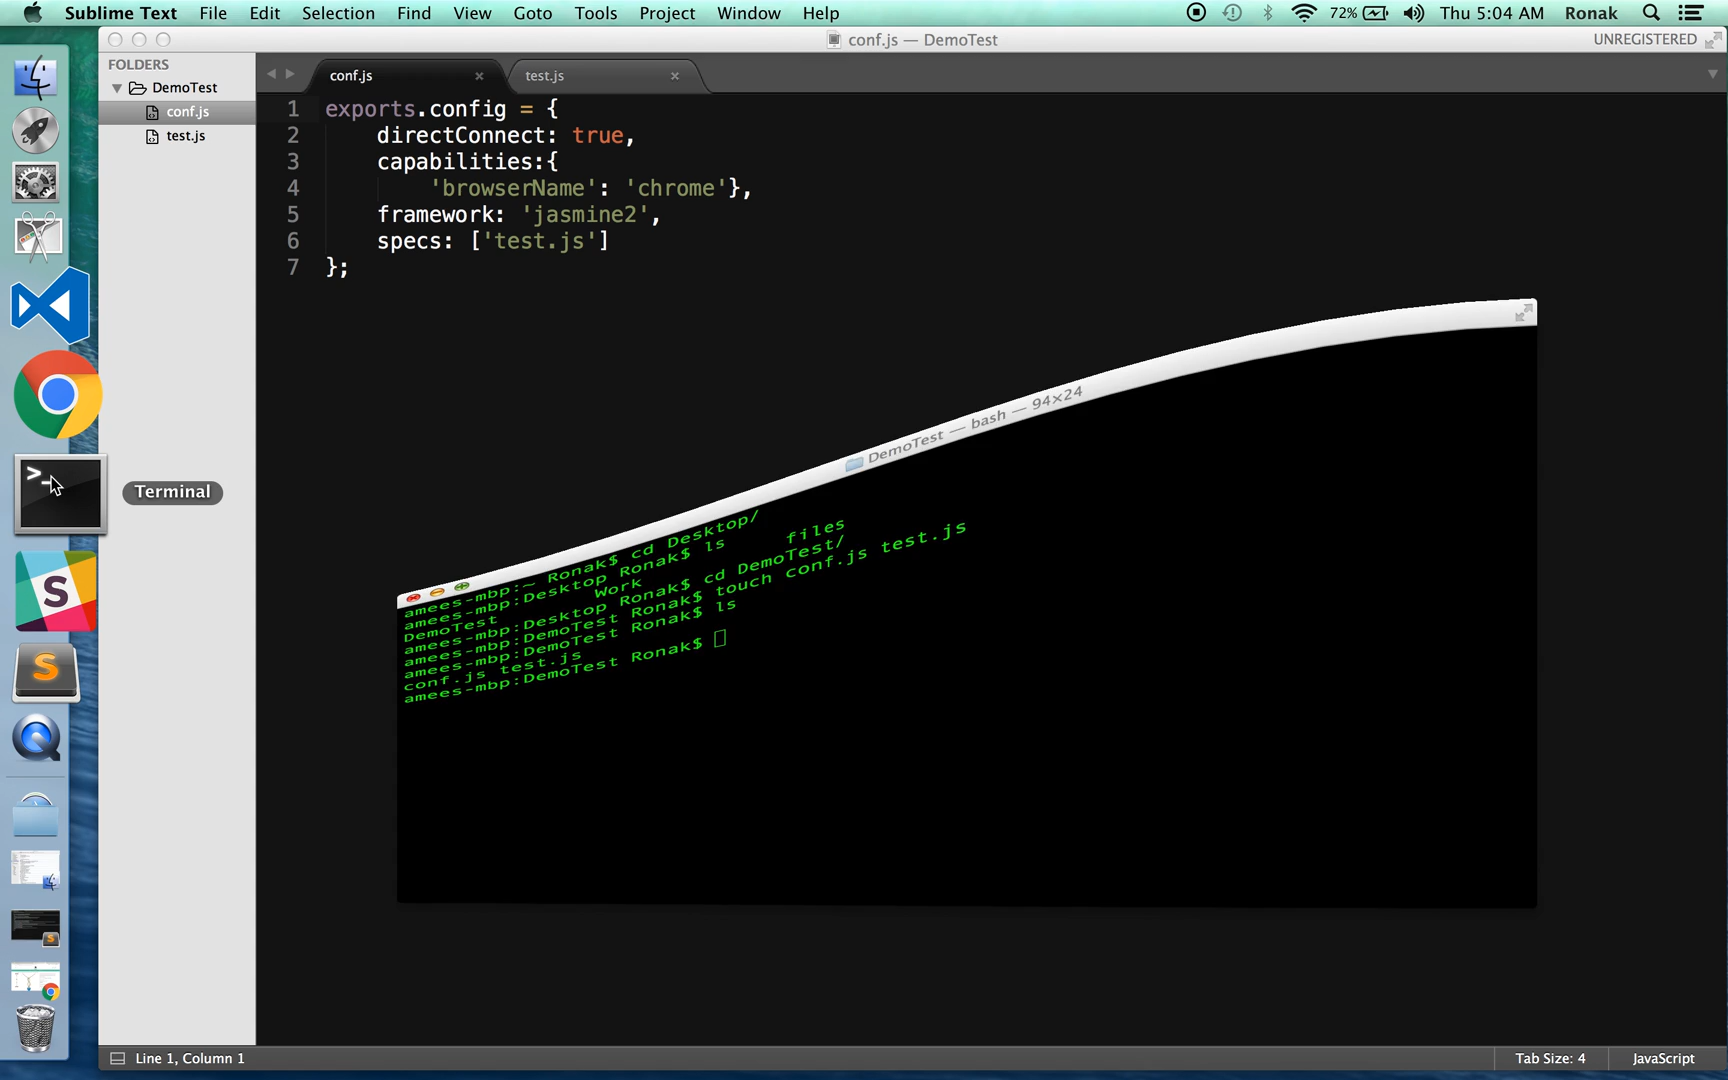 Sublime Text File Edit Selection Find View Goto Tools Project Window Help 72% Thu 5:04 AM Ronak
conf.js — DemoTest UNREGISTERED
FOLDERS
DemoTest
conf.js
test.js
conf.js × test.js ×
1 exports.config = {
2 directConnect: true,
3 capabilities:{
4 'browserName': 'chrome'},
5 framework: 'jasmine2',
6 specs: ['test.js']
7 };
DemoTest — bash — 94×24
amees-mbp:~ Ronak$ cd Desktop/
amees-mbp:Desktop Ronak$ ls
DemoTest Work files
amees-mbp:Desktop Ronak$ cd DemoTest/
amees-mbp:DemoTest Ronak$ touch conf.js test.js
amees-mbp:DemoTest Ronak$ ls
conf.js test.js
amees-mbp:DemoTest Ronak$
>_
Terminal
S
S
Line 1, Column 1 Tab Size: 4 JavaScript